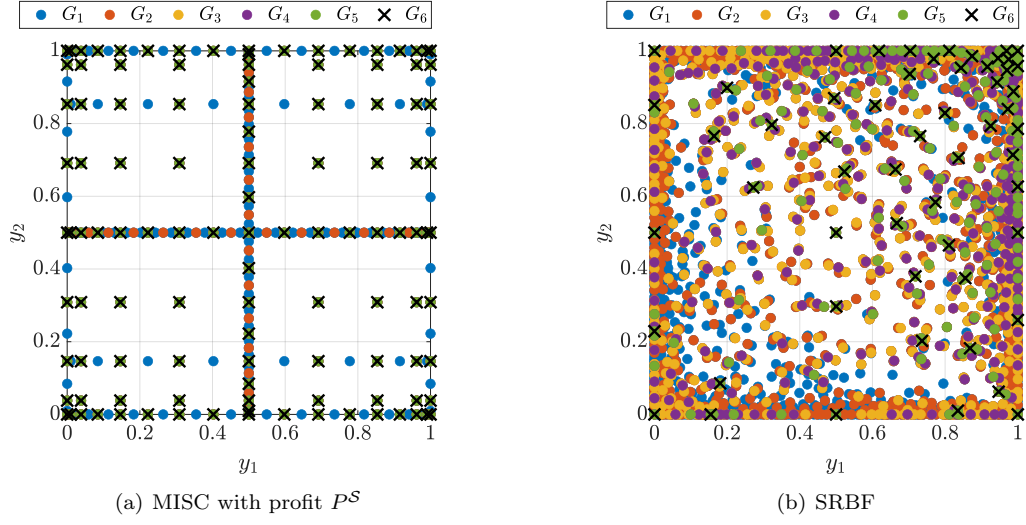 G₁ G₂ G₃ G₄ G₅ G₆
1
0.8
0.6
0.4
0.2
0
y₂
0 0.2 0.4 0.6 0.8 1
y₁
(a) MISC with profit P^𝒮
G₁ G₂ G₃ G₄ G₅ G₆
1
0.8
0.6
0.4
0.2
0
y₂
0 0.2 0.4 0.6 0.8 1
y₁
(b) SRBF